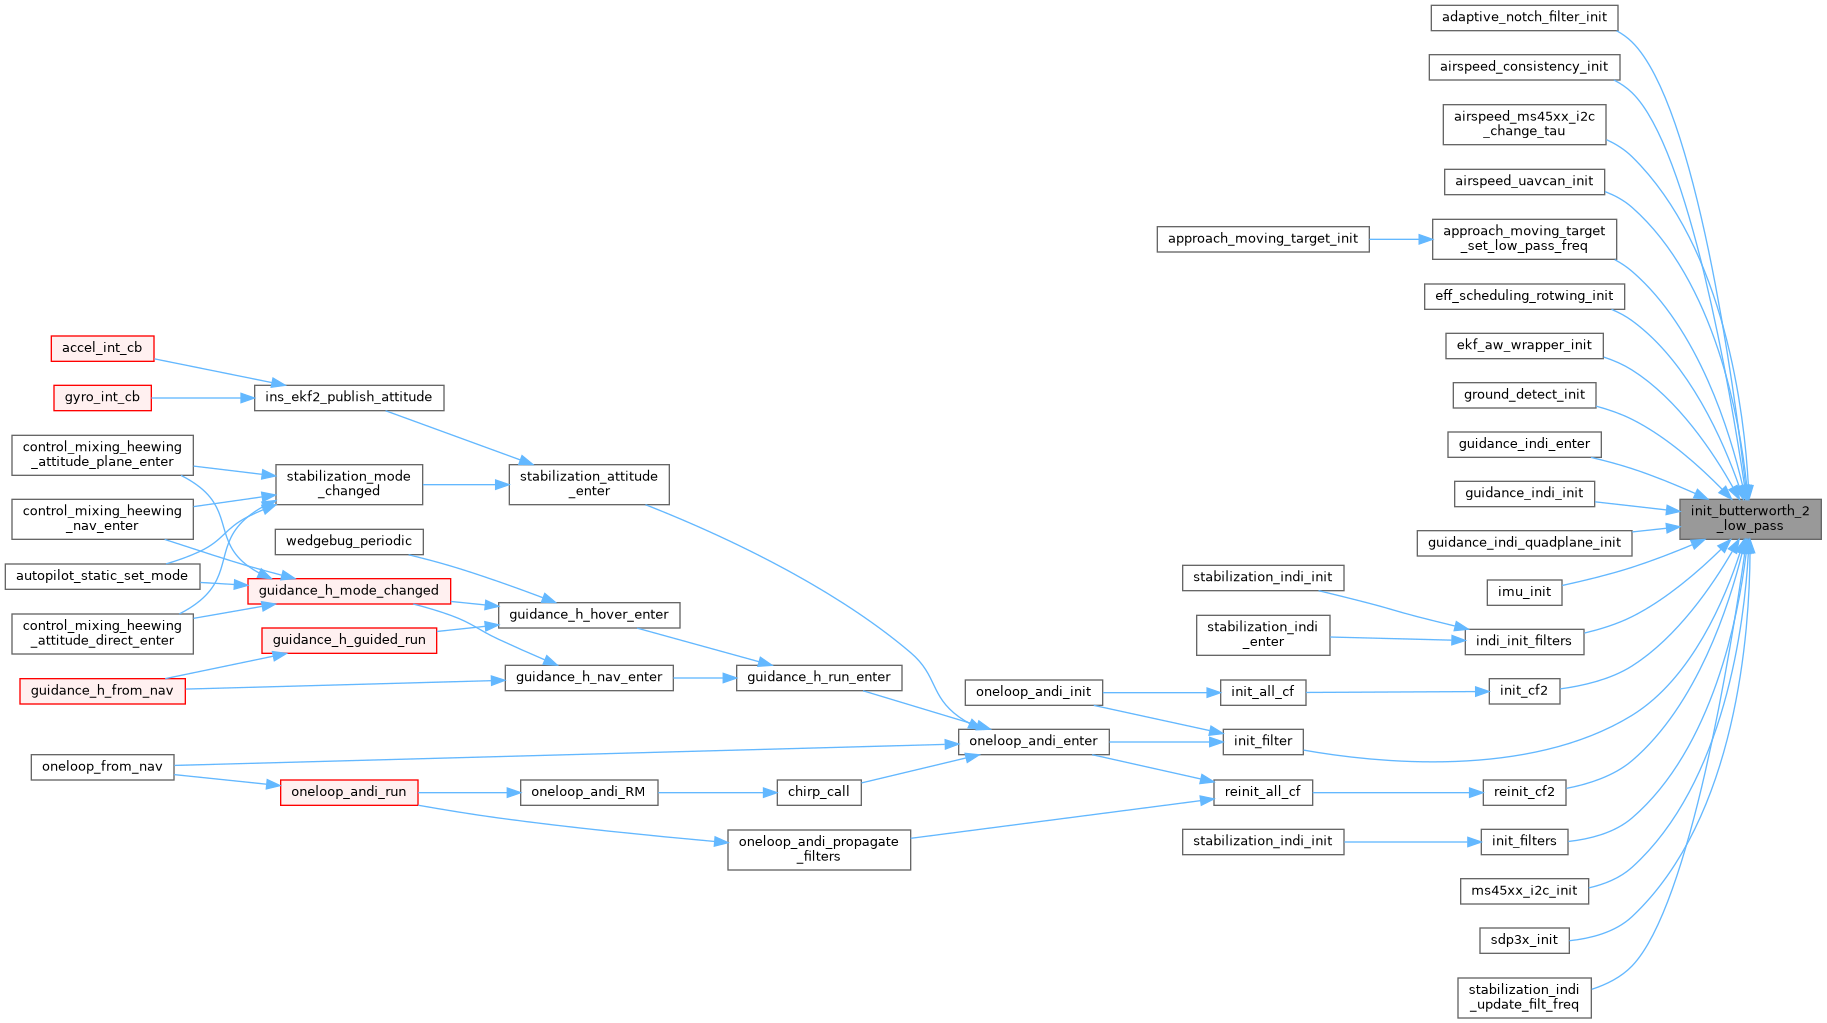 adaptive_notch_filter_init
airspeed_consistency_init
airspeed_ms45xx_i2c
_change_tau
airspeed_uavcan_init
approach_moving_target
_set_low_pass_freq
approach_moving_target_init
eff_scheduling_rotwing_init
ekf_aw_wrapper_init
ground_detect_init
guidance_indi_enter
guidance_indi_init
guidance_indi_quadplane_init
imu_init
init_butterworth_2
_low_pass
accel_int_cb
gyro_int_cb
ins_ekf2_publish_attitude
control_mixing_heewing
_attitude_plane_enter
control_mixing_heewing
_nav_enter
autopilot_static_set_mode
control_mixing_heewing
_attitude_direct_enter
stabilization_mode
_changed
stabilization_attitude
_enter
wedgebug_periodic
guidance_h_mode_changed
guidance_h_hover_enter
guidance_h_guided_run
guidance_h_from_nav
guidance_h_nav_enter
guidance_h_run_enter
stabilization_indi_init
stabilization_indi
_enter
indi_init_filters
oneloop_andi_init
init_all_cf
init_cf2
oneloop_andi_enter
init_filter
oneloop_from_nav
oneloop_andi_run
oneloop_andi_RM
chirp_call
reinit_all_cf
reinit_cf2
oneloop_andi_propagate
_filters
stabilization_indi_init
init_filters
ms45xx_i2c_init
sdp3x_init
stabilization_indi
_update_filt_freq